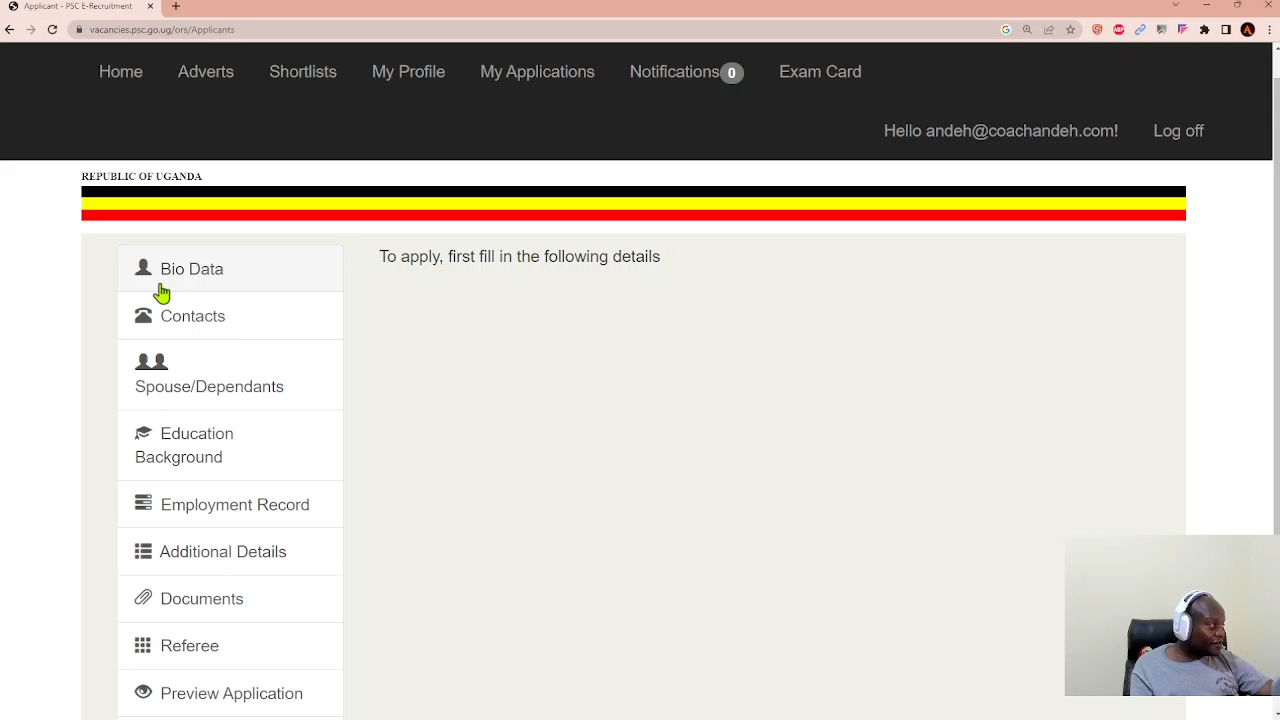 Applicant - PSC E-Recruitment
vacancies.psc.go.ug/ors/Applicants
Home Adverts Shortlists My Profile My Applications Notifications 0 Exam Card
Hello andeh@coachandeh.com! Log off
REPUBLIC OF UGANDA
To apply, first fill in the following details
Bio Data
Contacts
Spouse/Dependants
Education
Background
Employment Record
Additional Details
Documents
Referee
Preview Application